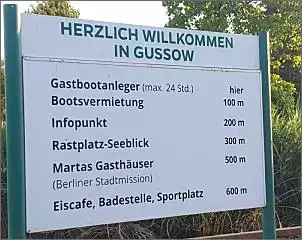 HERZLICH WILLKOMMEN
IN GUSSOW
Gastbootanleger (max. 24 Std.) hier
Bootsvermietung 100 m
Infopunkt 200 m
Rastplatz-Seeblick 300 m
Martas Gasthäuser 500 m
(Berliner Stadtmission)
Eiscafe, Badestelle, Sportplatz 600 m